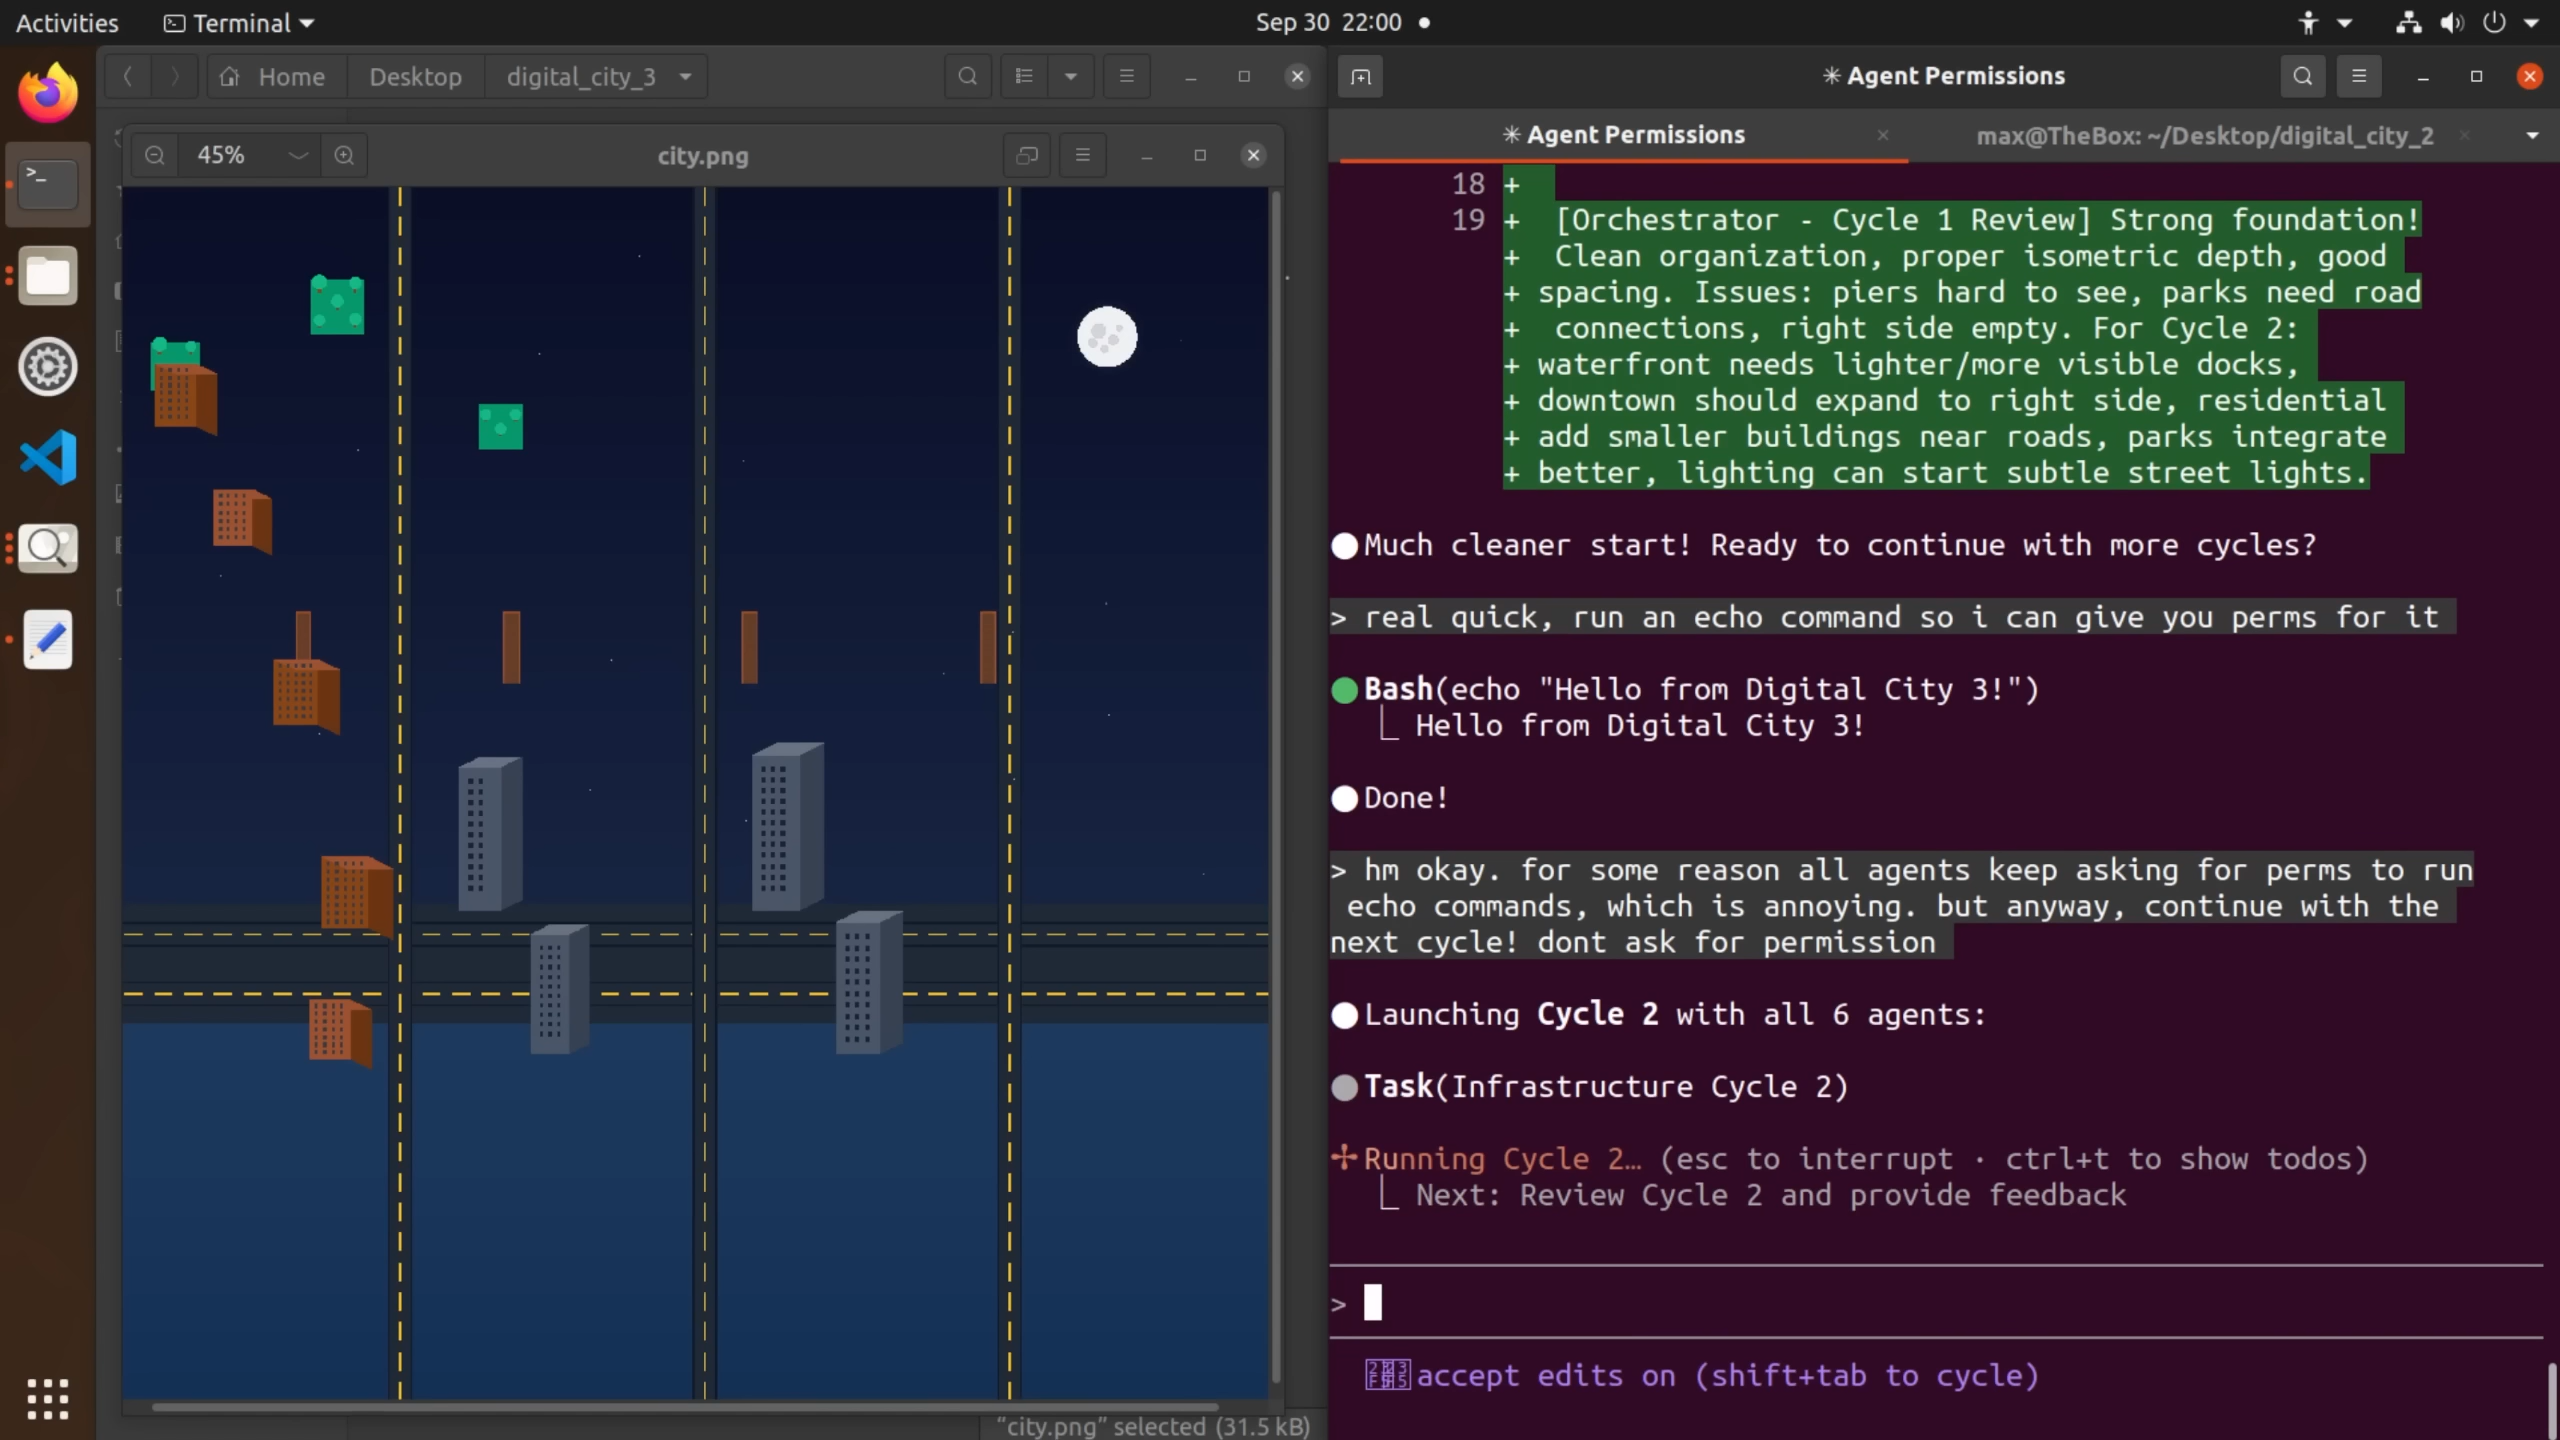 Activities
Terminal
Sep 30 22:00
Home
Desktop
digital_city_3
45%
city.png
"city.png" selected (31.5 kB)
Agent Permissions
Agent Permissions
max@TheBox: ~/Desktop/digital_city_2
18 +
19 + [Orchestrator - Cycle 1 Review] Strong foundation!
+ Clean organization, proper isometric depth, good
+ spacing. Issues: piers hard to see, parks need road
+ connections, right side empty. For Cycle 2:
+ waterfront needs lighter/more visible docks,
+ downtown should expand to right side, residential
+ add smaller buildings near roads, parks integrate
+ better, lighting can start subtle street lights.
Much cleaner start! Ready to continue with more cycles?
> real quick, run an echo command so i can give you perms for it
Bash(echo "Hello from Digital City 3!")
Hello from Digital City 3!
Done!
> hm okay. for some reason all agents keep asking for perms to run
echo commands, which is annoying. but anyway, continue with the
next cycle! dont ask for permission
Launching Cycle 2 with all 6 agents:
Task(Infrastructure Cycle 2)
Running Cycle 2… (esc to interrupt · ctrl+t to show todos)
Next: Review Cycle 2 and provide feedback
>
accept edits on (shift+tab to cycle)